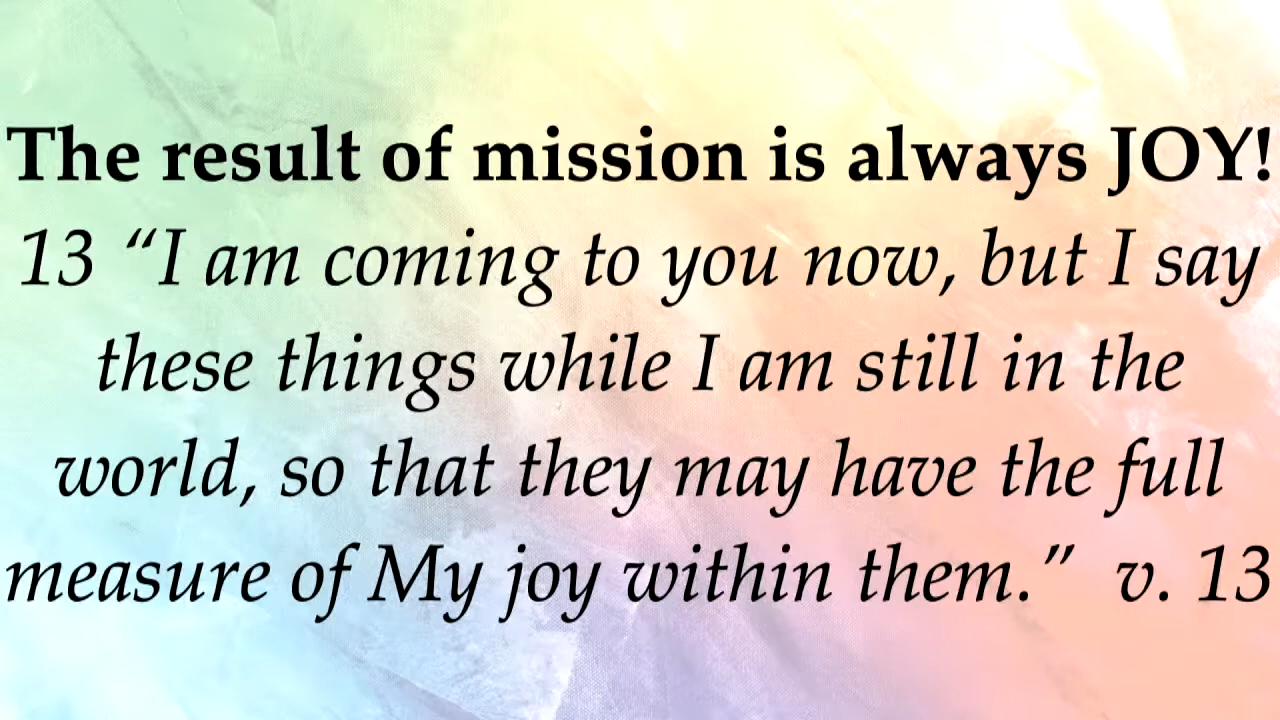 The result of mission is always JOY!
13 “I am coming to you now, but I say
these things while I am still in the
world, so that they may have the full
measure of My joy within them.”  v. 13